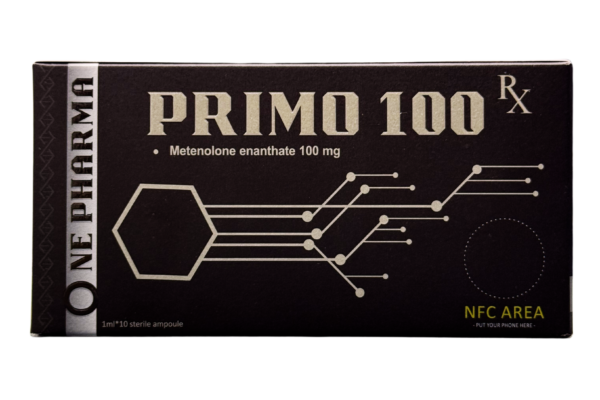 ONE PHARMA
PRIMO 100 RX
• Metenolone enanthate 100 mg
NFC AREA
- PUT YOUR PHONE HERE -
1ml*10 sterile ampoule